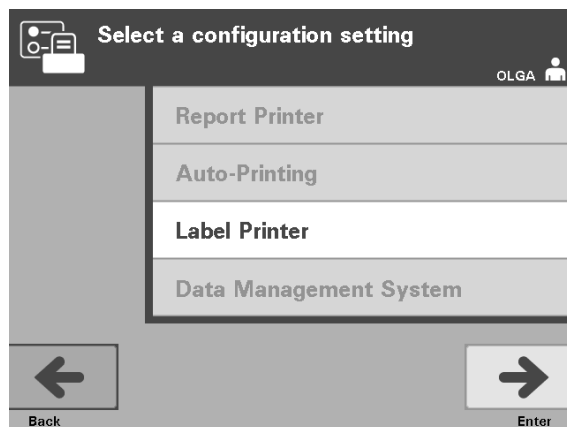 Select a configuration setting
OLGA
Report Printer
Auto-Printing
Label Printer
Data Management System
Back
Enter